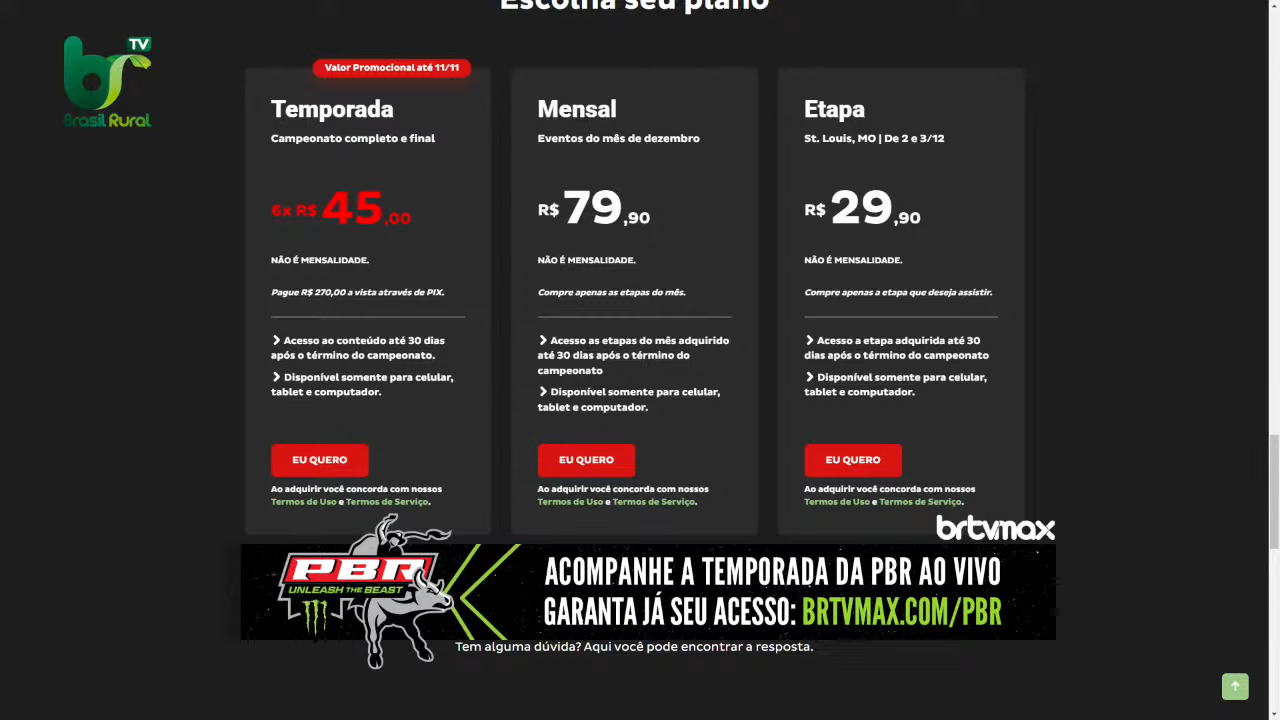 Escolha seu plano
TV
Brasil Rural
Valor Promocional até 11/11
Temporada
Campeonato completo e final
6x R$ 45,00
NÃO É MENSALIDADE.
Pague R$ 270,00 a vista através de PIX.
Acesso ao conteúdo até 30 dias
após o término do campeonato.
Disponível somente para celular,
tablet e computador.
EU QUERO
Ao adquirir você concorda com nossos
Termos de Uso e Termos de Serviço.
Mensal
Eventos do mês de dezembro
R$ 79,90
NÃO É MENSALIDADE.
Compre apenas as etapas do mês.
Acesso as etapas do mês adquirido
até 30 dias após o término do
campeonato
Disponível somente para celular,
tablet e computador.
EU QUERO
Ao adquirir você concorda com nossos
Termos de Uso e Termos de Serviço.
Etapa
St. Louis, MO | De 2 e 3/12
R$ 29,90
NÃO É MENSALIDADE.
Compre apenas a etapa que deseja assistir.
Acesso a etapa adquirida até 30
dias após o término do campeonato
Disponível somente para celular,
tablet e computador.
EU QUERO
Ao adquirir você concorda com nossos
Termos de Uso e Termos de Serviço.
brtvmax
PBR
UNLEASH THE BEAST
ACOMPANHE A TEMPORADA DA PBR AO VIVO
GARANTA JÁ SEU ACESSO: BRTVMAX.COM/PBR
Tem alguma dúvida? Aqui você pode encontrar a resposta.